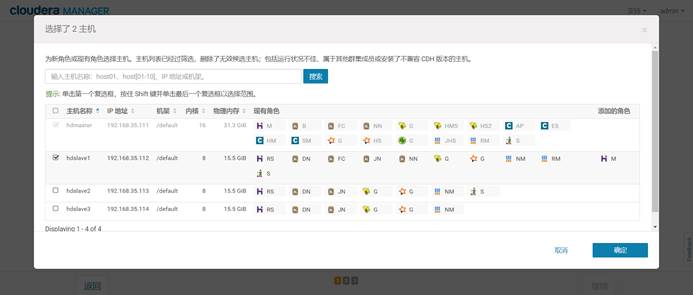 cloudera MANAGER
admin
选择了 2 主机
×
为新角色或现有角色选择主机。主机列表已经过筛选，删除了无效候选主机；包括运行状况不佳、属于其他群集成员或安装了不兼容 CDH 版本的主机。
输入主机名称：host01、host[01-10]、IP 地址或机架。 搜索
提示: 单击第一个复选框，按住 Shift 键并单击最后一个复选框以选择范围。
主机名称 IP 地址 机架 内核 物理内存 现有角色 添加的角色
hdmaster 192.168.35.111 /default 16 31.3 GiB M B FC NN G HMS HS2 AP ES
HM SM G HS G JHS RM S
hdslave1 192.168.35.112 /default 8 15.5 GiB RS DN FC JN NN G G NM RM M
S
hdslave2 192.168.35.113 /default 8 15.5 GiB RS DN JN G NM S
hdslave3 192.168.35.114 /default 8 15.5 GiB RS DN JN G G NM
Displaying 1 - 4 of 4
取消 确定
返回 1 2 3